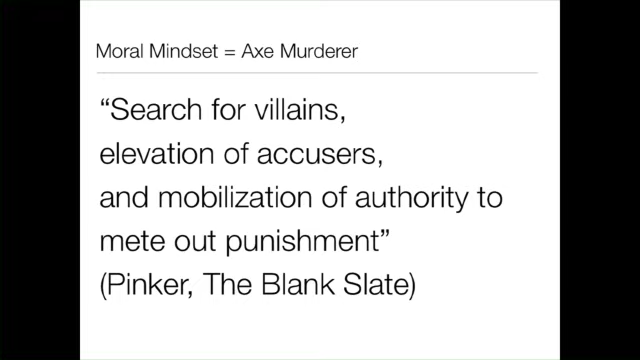 Moral Mindset = Axe Murderer
“Search for villains,
elevation of accusers,
and mobilization of authority to
mete out punishment”
(Pinker, The Blank Slate)